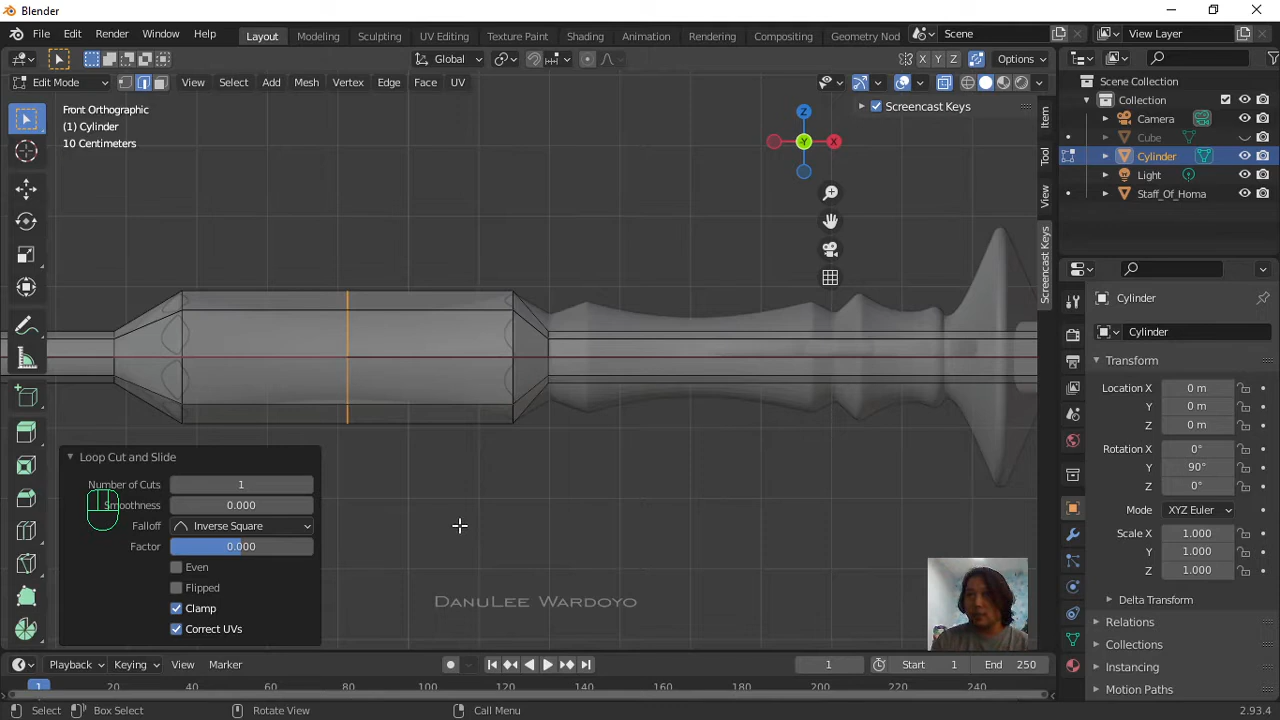 Blender
File Edit Render Window Help Layout Modeling Sculpting UV Editing Texture Paint Shading Animation Rendering Compositing Geometry Nod Scene View Layer
Global X Y Z Options
Edit Mode View Select Add Mesh Vertex Edge Face UV
Front Orthographic
(1) Cylinder
10 Centimeters
Z
Y
X
Screencast Keys
Item
Tool
View
Screencast Keys
Scene Collection
Collection
Camera
Cube
Cylinder
Light
Staff_Of_Homa
Loop Cut and Slide
Number of Cuts 1
Smoothness 0.000
Falloff Inverse Square
Factor 0.000
Even
Flipped
Clamp
Correct UVs
DanuLee Wardoyo
Cylinder
Cylinder
Transform
Location X 0 m
Y 0 m
Z 0 m
Rotation X 0°
Y 90°
Z 0°
Mode XYZ Euler
Scale X 1.000
Y 1.000
Z 1.000
Delta Transform
Relations
Collections
Instancing
Motion Paths
Playback Keying View Marker 1 Start 1 End 250
1 20 40 60 80 100 120 140 160 180 200 220 240
Select Box Select Rotate View Call Menu 2.93.4